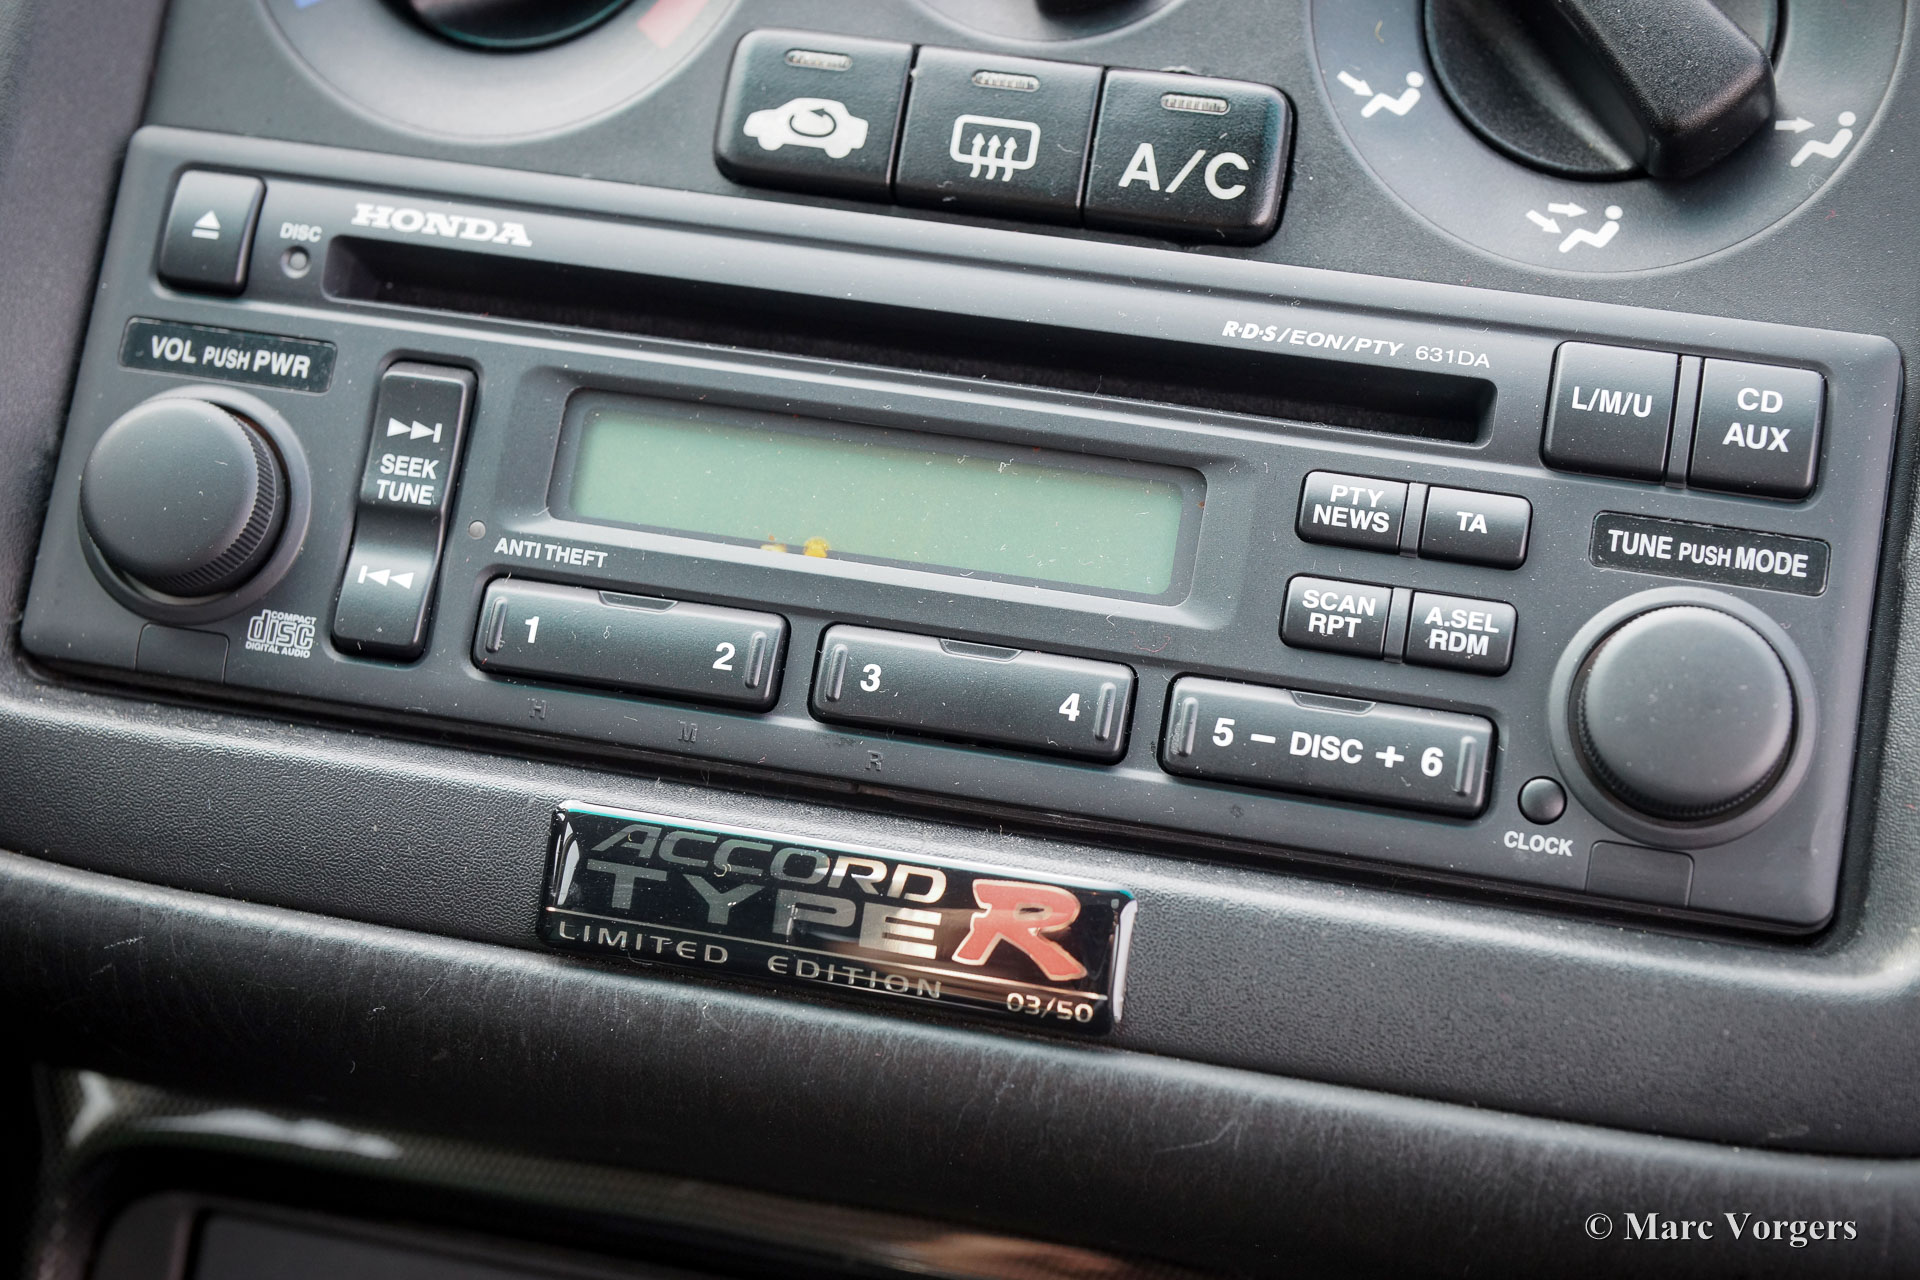 A/C
HONDA
DISC
R·D·S/EON/PTY 631DA
VOL PUSH PWR
L/M/U
CD
AUX
SEEK
TUNE
PTY
NEWS
TA
TUNE PUSH MODE
ANTI THEFT
SCAN
RPT
A.SEL
RDM
COMPACT
disc
DIGITAL AUDIO
1 2
3 4
5 - DISC + 6
H M R
CLOCK
ACCORD
TYPE R
LIMITED EDITION
03/50
© Marc Vorgers